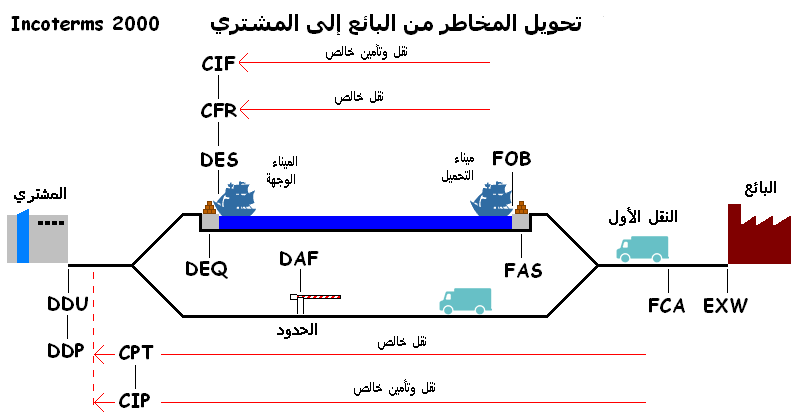 Incoterms 2000
تحويل المخاطر من البائع إلى المشتري
نقل وتأمين خالص
CIF
نقل خالص
CFR
DES
الميناء
الوجهة
ميناء
التحميل
FOB
البائع
المشتري
النقل الأول
DEQ
DAF
FAS
الحدود
DDU
FCA
EXW
نقل خالص
DDP
CPT
نقل وتأمين خالص
CIP